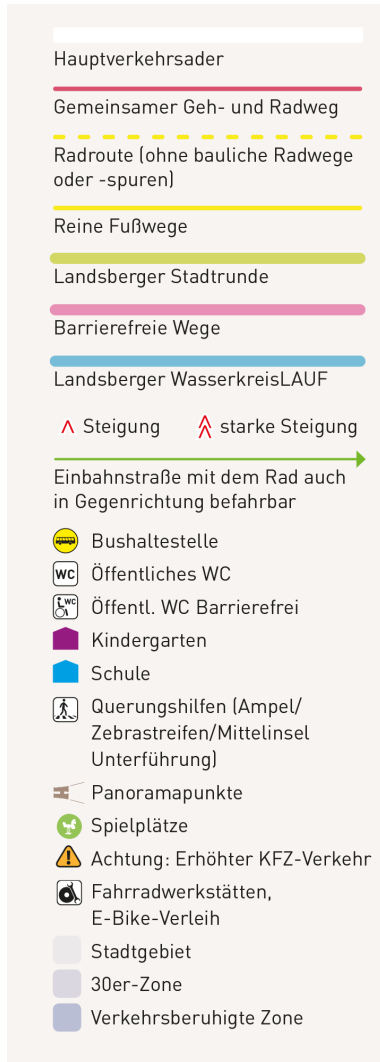 Hauptverkehrsader
Gemeinsamer Geh- und Radweg
Radroute (ohne bauliche Radwege
oder -spuren)
Reine Fußwege
Landsberger Stadtrunde
Barrierefreie Wege
Landsberger WasserkreisLAUF
Steigung starke Steigung
Einbahnstraße mit dem Rad auch
in Gegenrichtung befahrbar
Bushaltestelle
WC Öffentliches WC
WC Öffentl. WC Barrierefrei
Kindergarten
Schule
Querungshilfen (Ampel/
Zebrastreifen/Mittelinsel
Unterführung)
Panoramapunkte
Spielplätze
! Achtung: Erhöhter KFZ-Verkehr
Fahrradwerkstätten,
E-Bike-Verleih
Stadtgebiet
30er-Zone
Verkehrsberuhigte Zone